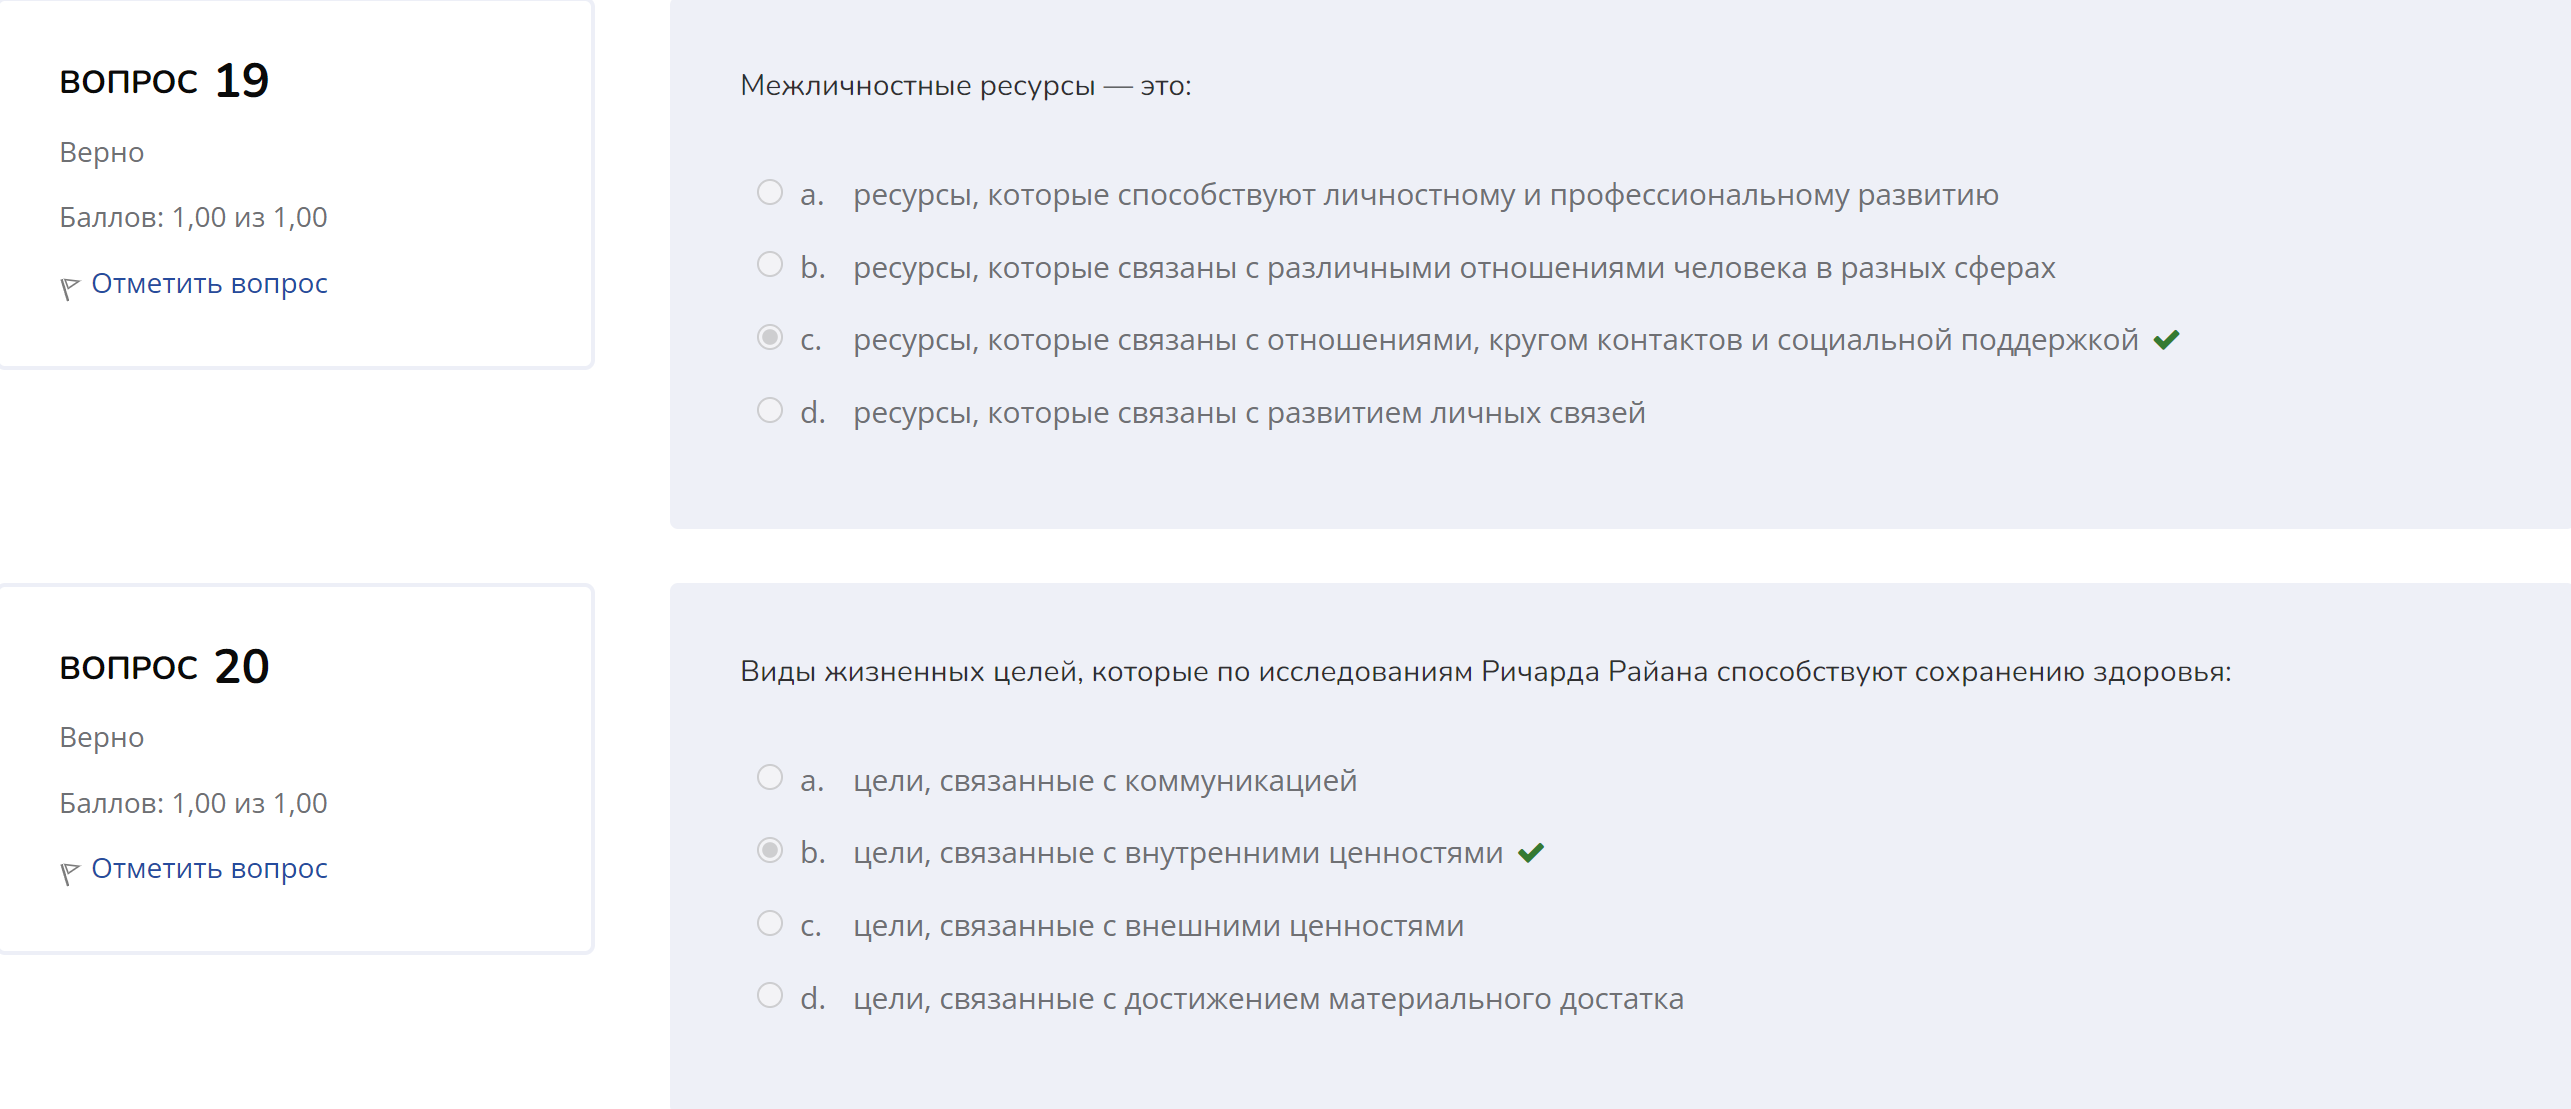 ВОПРОС 19
Верно
Баллов: 1,00 из 1,00
Отметить вопрос
Межличностные ресурсы — это:
a. ресурсы, которые способствуют личностному и профессиональному развитию
b. ресурсы, которые связаны с различными отношениями человека в разных сферах
c. ресурсы, которые связаны с отношениями, кругом контактов и социальной поддержкой
d. ресурсы, которые связаны с развитием личных связей
ВОПРОС 20
Верно
Баллов: 1,00 из 1,00
Отметить вопрос
Виды жизненных целей, которые по исследованиям Ричарда Райана способствуют сохранению здоровья:
a. цели, связанные с коммуникацией
b. цели, связанные с внутренними ценностями
c. цели, связанные с внешними ценностями
d. цели, связанные с достижением материального достатка